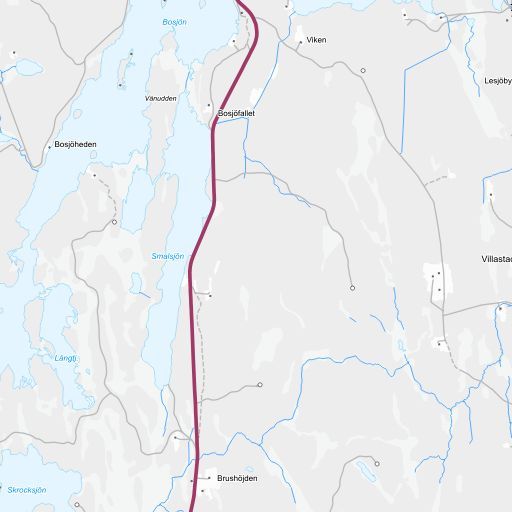 Bosjön
Viken
Lesjöby
Vänudden
Bosjöfallet
Bosjöheden
Smalsjön
Villastad
Långtj
Brushöjden
Skrocksjön